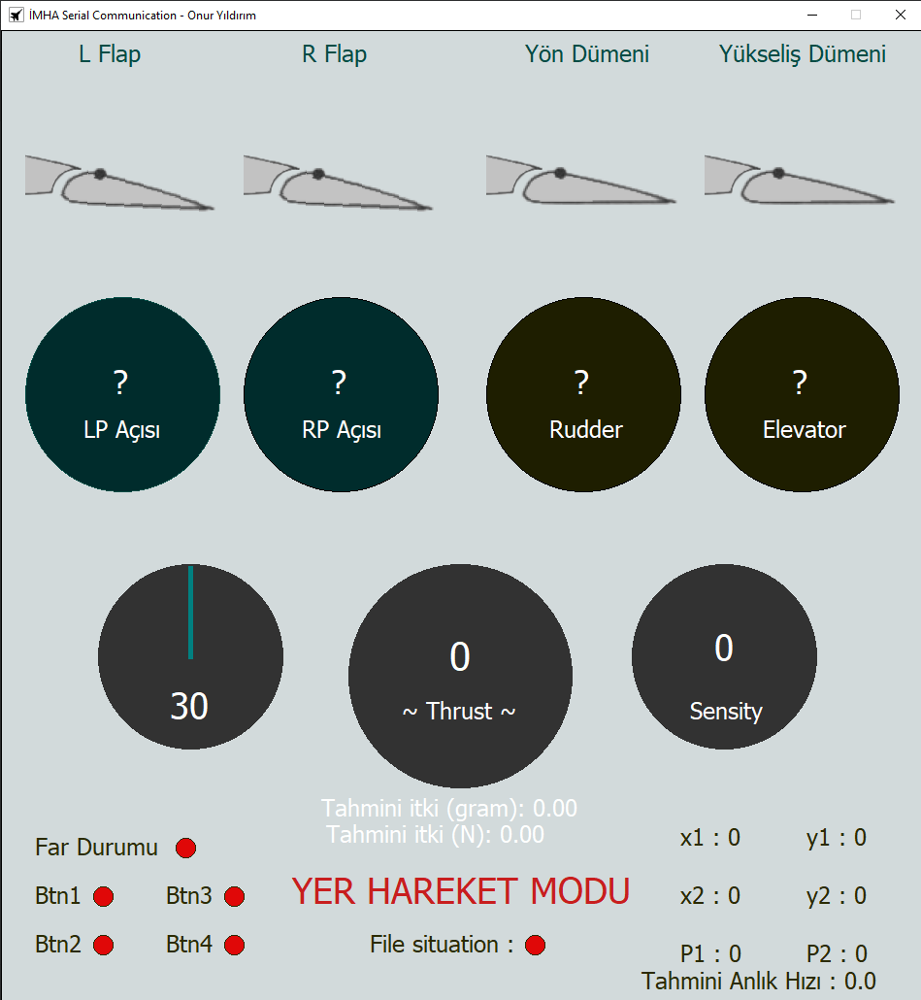 İMHA Serial Communication - Onur Yıldırım
L Flap R Flap Yön Dümeni Yükseliş Dümeni
? ? ? ?
LP Açısı RP Açısı Rudder Elevator
0 0
30 ~ Thrust ~ Sensity
Tahmini itki (gram): 0.00
Tahmini itki (N): 0.00
x1 : 0 y1 : 0
Far Durumu
Btn1 Btn3 YER HAREKET MODU x2 : 0 y2 : 0
Btn2 Btn4 File situation : P1 : 0 P2 : 0
Tahmini Anlık Hızı : 0.0